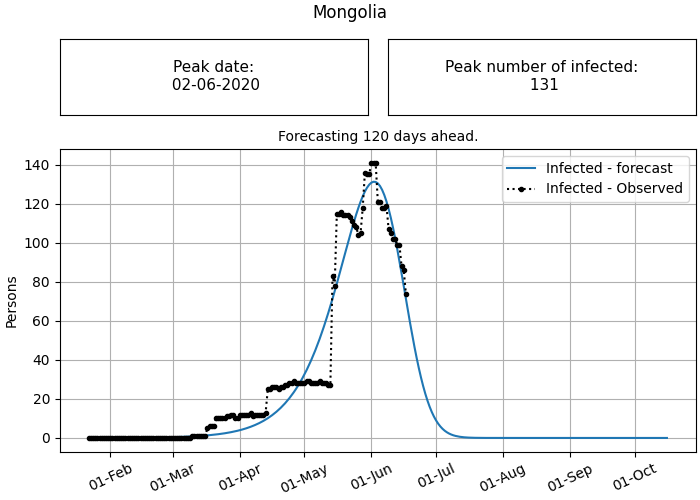 Mongolia
Peak date:
02-06-2020
Peak number of infected:
131
Forecasting 120 days ahead.
Infected - forecast
Infected - Observed
Persons
140
120
100
80
60
40
20
0
01-Feb
01-Mar
01-Apr
01-May
01-Jun
01-Jul
01-Aug
01-Sep
01-Oct